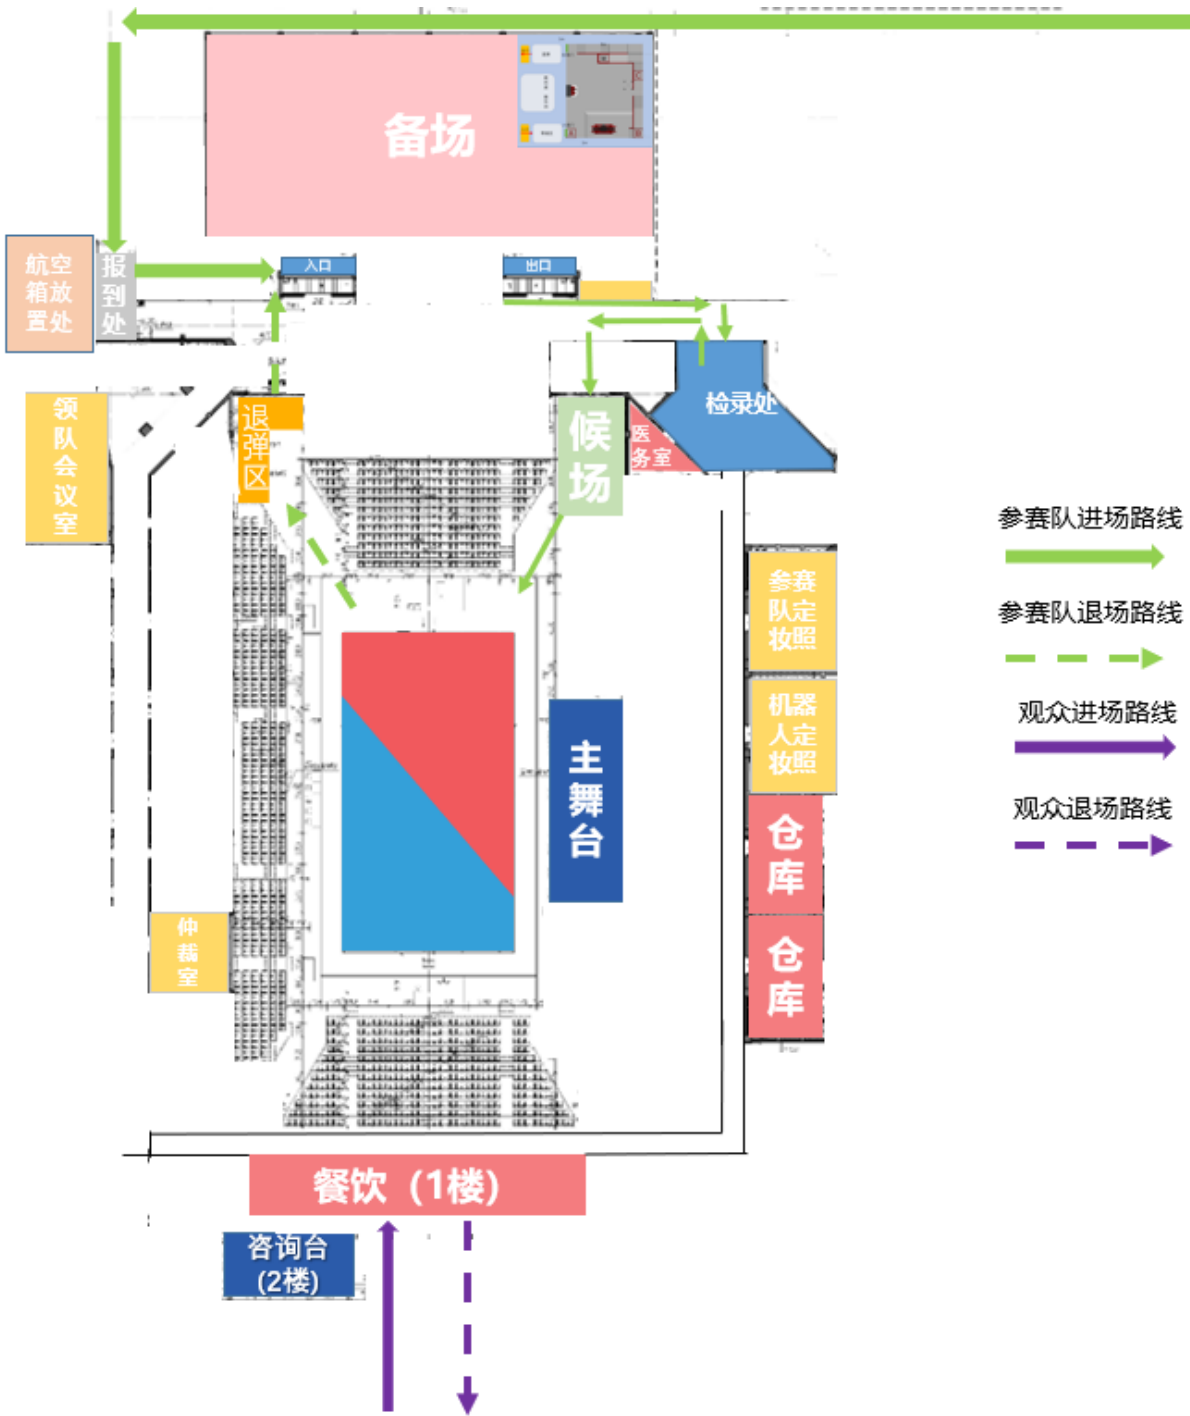 备场
入口
出口
航空
箱放
置处
报
到
处
检录处
退
弹
区
候
场
医
务室
领
队
会
议
室
参赛队进场路线
参赛队退场路线
观众进场路线
观众退场路线
参赛
队定
妆照
机器
人定
妆照
主
舞
台
仓
库
仓
库
仲
裁
室
餐饮（1楼）
咨询台
(2楼)